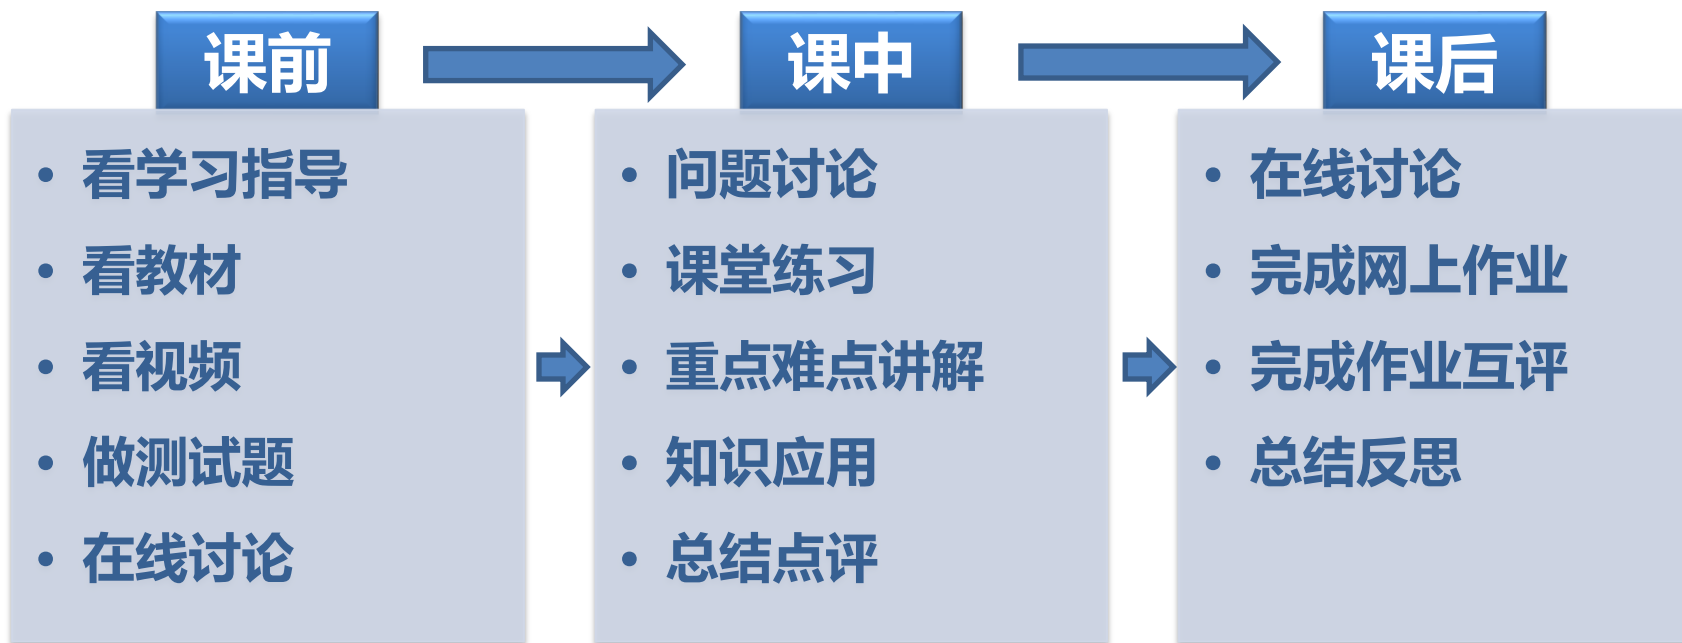 课前
• 看学习指导
• 看教材
• 看视频
• 做测试题
• 在线讨论
课中
• 问题讨论
• 课堂练习
• 重点难点讲解
• 知识应用
• 总结点评
课后
• 在线讨论
• 完成网上作业
• 完成作业互评
• 总结反思